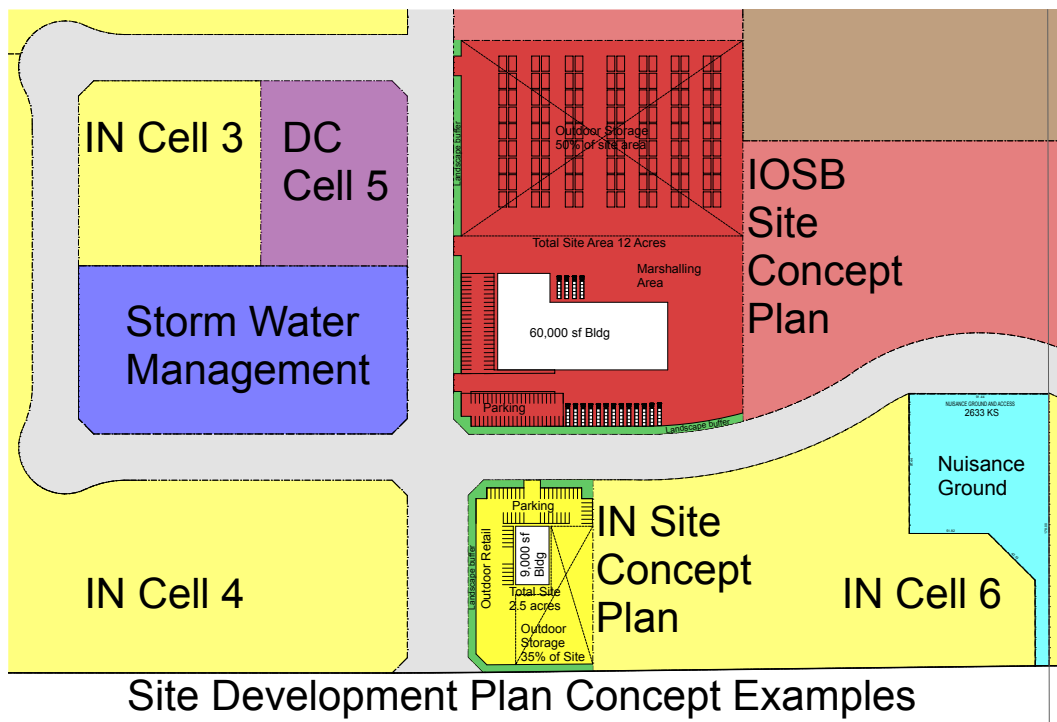 IN Cell 3
DC
Cell 5
Storm Water
Management
IN Cell 4
Landscape buffer
Outdoor Storage
50% of site area
Total Site Area 12 Acres
Marshalling
Area
60,000 sf Bldg
Parking
Landscape buffer
IOSB
Site
Concept
Plan
NUISANCE GROUND AND ACCESS
2633 KS
Nuisance
Ground
Landscape buffer
Outdoor Retail
Parking
9,000 sf
Bldg
Total Site
2.5 acres
Outdoor
Storage
35% of Site
IN Site
Concept
Plan
IN Cell 6
Site Development Plan Concept Examples